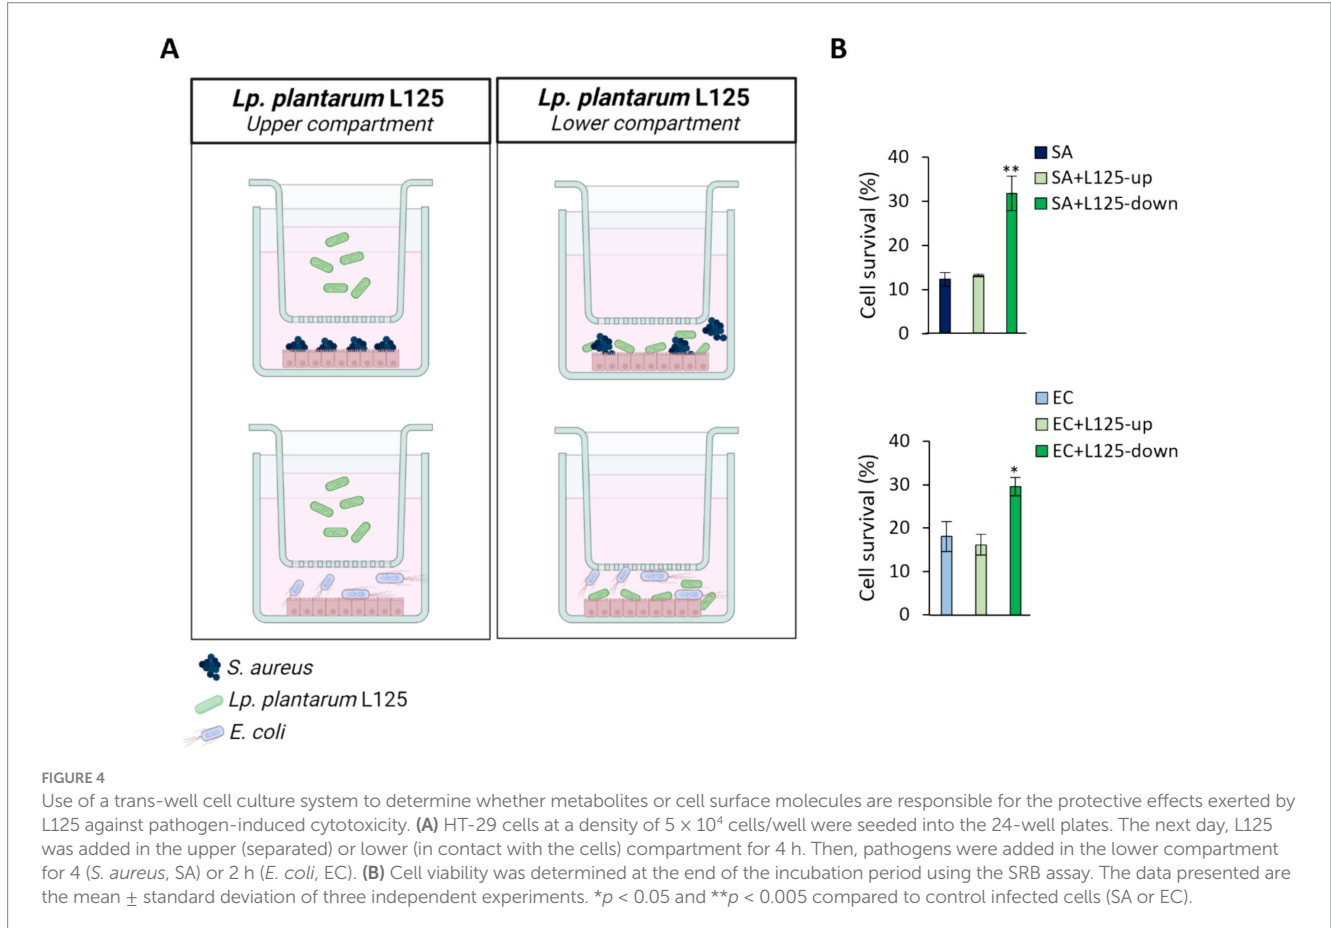 A
B
Lp. plantarum L125
Upper compartment
Lp. plantarum L125
Lower compartment
S. aureus
Lp. plantarum L125
E. coli
SA
SA+L125-up
SA+L125-down
Cell survival (%)
40
30
20
10
0
**
EC
EC+L125-up
EC+L125-down
Cell survival (%)
40
30
20
10
0
*
FIGURE 4
Use of a trans-well cell culture system to determine whether metabolites or cell surface molecules are responsible for the protective effects exerted by
L125 against pathogen-induced cytotoxicity. (A) HT-29 cells at a density of 5 × 10⁴ cells/well were seeded into the 24-well plates. The next day, L125
was added in the upper (separated) or lower (in contact with the cells) compartment for 4 h. Then, pathogens were added in the lower compartment
for 4 (S. aureus, SA) or 2 h (E. coli, EC). (B) Cell viability was determined at the end of the incubation period using the SRB assay. The data presented are
the mean ± standard deviation of three independent experiments. *p < 0.05 and **p < 0.005 compared to control infected cells (SA or EC).